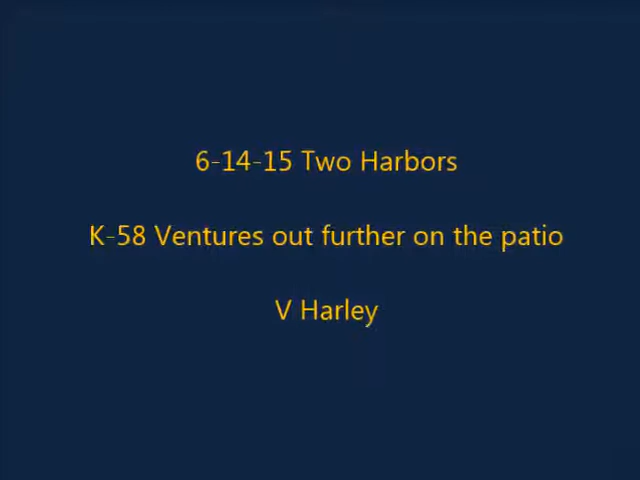 6-14-15 Two Harbors
K-58 Ventures out further on the patio
V Harley